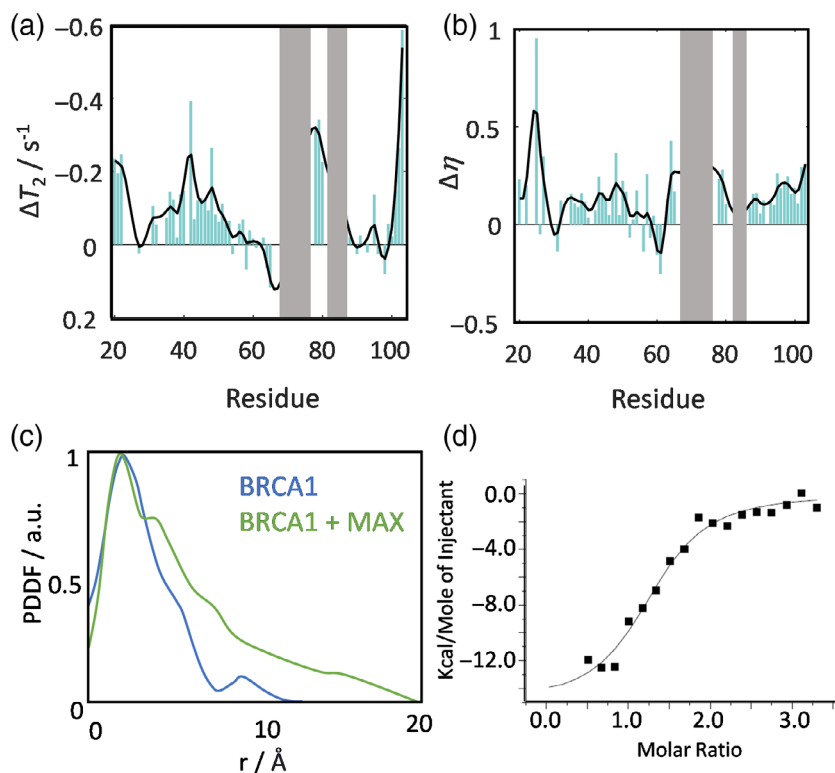 (a)
−0.6
−0.4
−0.2
0
0.2
ΔT₂ / s⁻¹
20 40 60 80 100
Residue
(b)
1
0.5
0
−0.5
Δη
20 40 60 80 100
Residue
(c)
1
0.5
0
PDDF / a.u.
BRCA1
BRCA1 + MAX
0 10 20
r / Å
(d)
0.0
−4.0
−8.0
−12.0
Kcal/Mole of Injectant
0.0 1.0 2.0 3.0
Molar Ratio